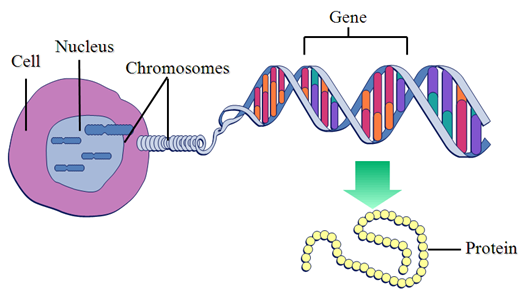 Gene
Nucleus
Cell
Chromosomes
Protein